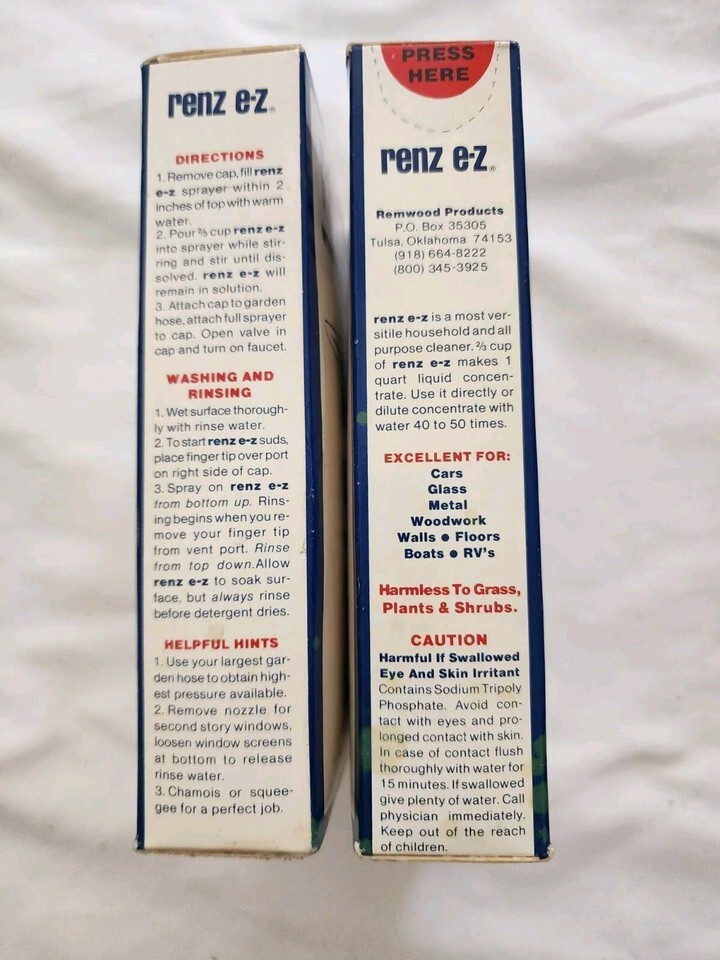 renz e-z®
DIRECTIONS
1. Remove cap, fill renz
e-z sprayer within 2
inches of top with warm
water.
2. Pour ⅔ cup renz e-z
into sprayer while stir-
ring and stir until dis-
solved. renz e-z will
remain in solution.
3. Attach cap to garden
hose, attach full sprayer
to cap. Open valve in
cap and turn on faucet.
WASHING AND
RINSING
1. Wet surface thorough-
ly with rinse water.
2. To start renz e-z suds,
place finger tip over port
on right side of cap.
3. Spray on renz e-z
from bottom up. Rins-
ing begins when you re-
move your finger tip
from vent port. Rinse
from top down. Allow
renz e-z to soak sur-
face, but always rinse
before detergent dries.
HELPFUL HINTS
1. Use your largest gar-
den hose to obtain high-
est pressure available.
2. Remove nozzle for
second story windows,
loosen window screens
at bottom to release
rinse water.
3. Chamois or squee-
gee for a perfect job.
PRESS
HERE
renz e-z®
Remwood Products
P.O. Box 35305
Tulsa, Oklahoma 74153
(918) 664-8222
(800) 345-3925
renz e-z is a most ver-
sitile household and all
purpose cleaner. ⅔ cup
of renz e-z makes 1
quart liquid concen-
trate. Use it directly or
dilute concentrate with
water 40 to 50 times.
EXCELLENT FOR:
Cars
Glass
Metal
Woodwork
Walls ● Floors
Boats ● RV's
Harmless To Grass,
Plants & Shrubs.
CAUTION
Harmful If Swallowed
Eye And Skin Irritant
Contains Sodium Tripoly
Phosphate. Avoid con-
tact with eyes and pro-
longed contact with skin.
In case of contact flush
thoroughly with water for
15 minutes. If swallowed
give plenty of water. Call
physician immediately.
Keep out of the reach
of children.